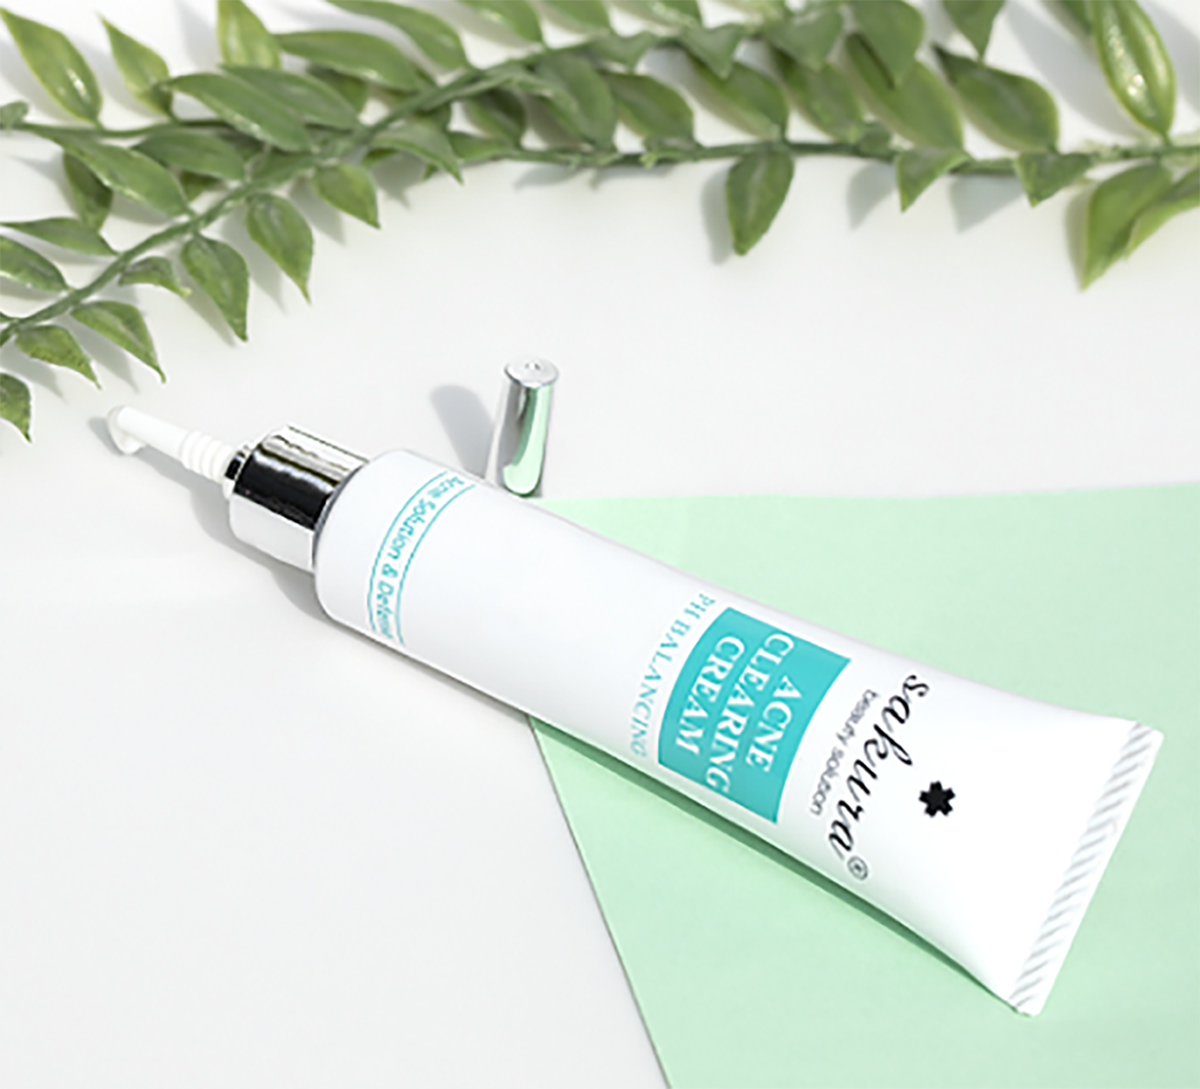 sakura®
beauty solution
ACNE
CLEARING
CREAM
PH BALANCING
Acne Solution & Defense